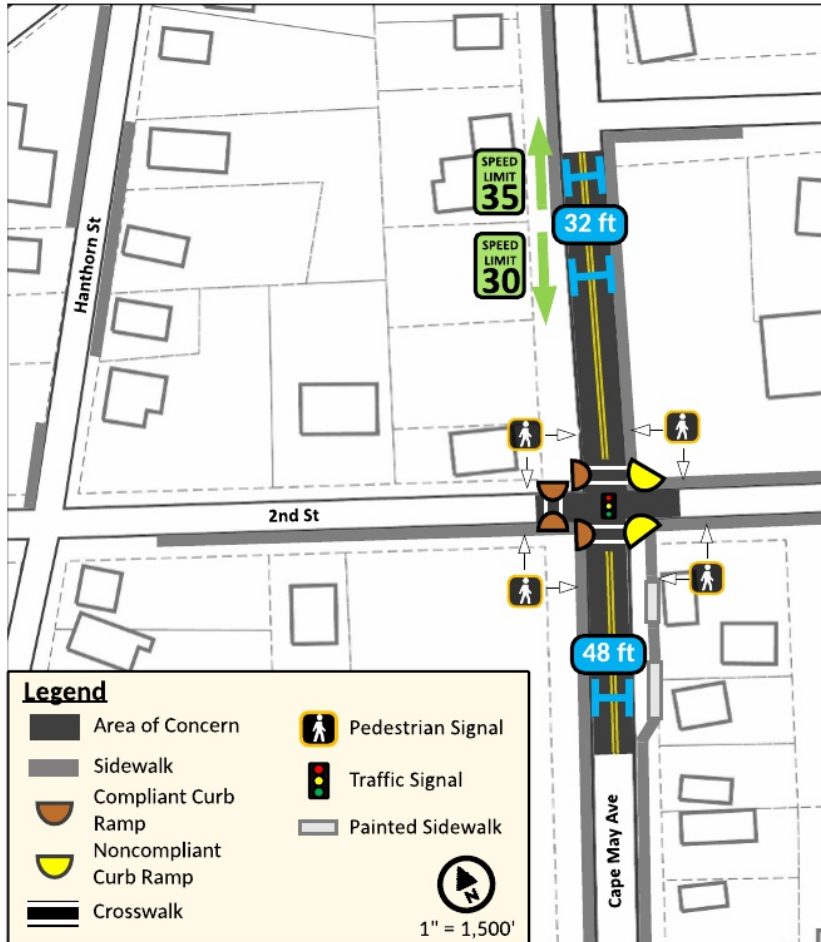 SPEED
LIMIT
35
32 ft
SPEED
LIMIT
30
Hanthorn St
2nd St
48 ft
Cape May Ave
Legend
Area of Concern
Sidewalk
Compliant Curb
Ramp
Noncompliant
Curb Ramp
Crosswalk
Pedestrian Signal
Traffic Signal
Painted Sidewalk
N
1" = 1,500'